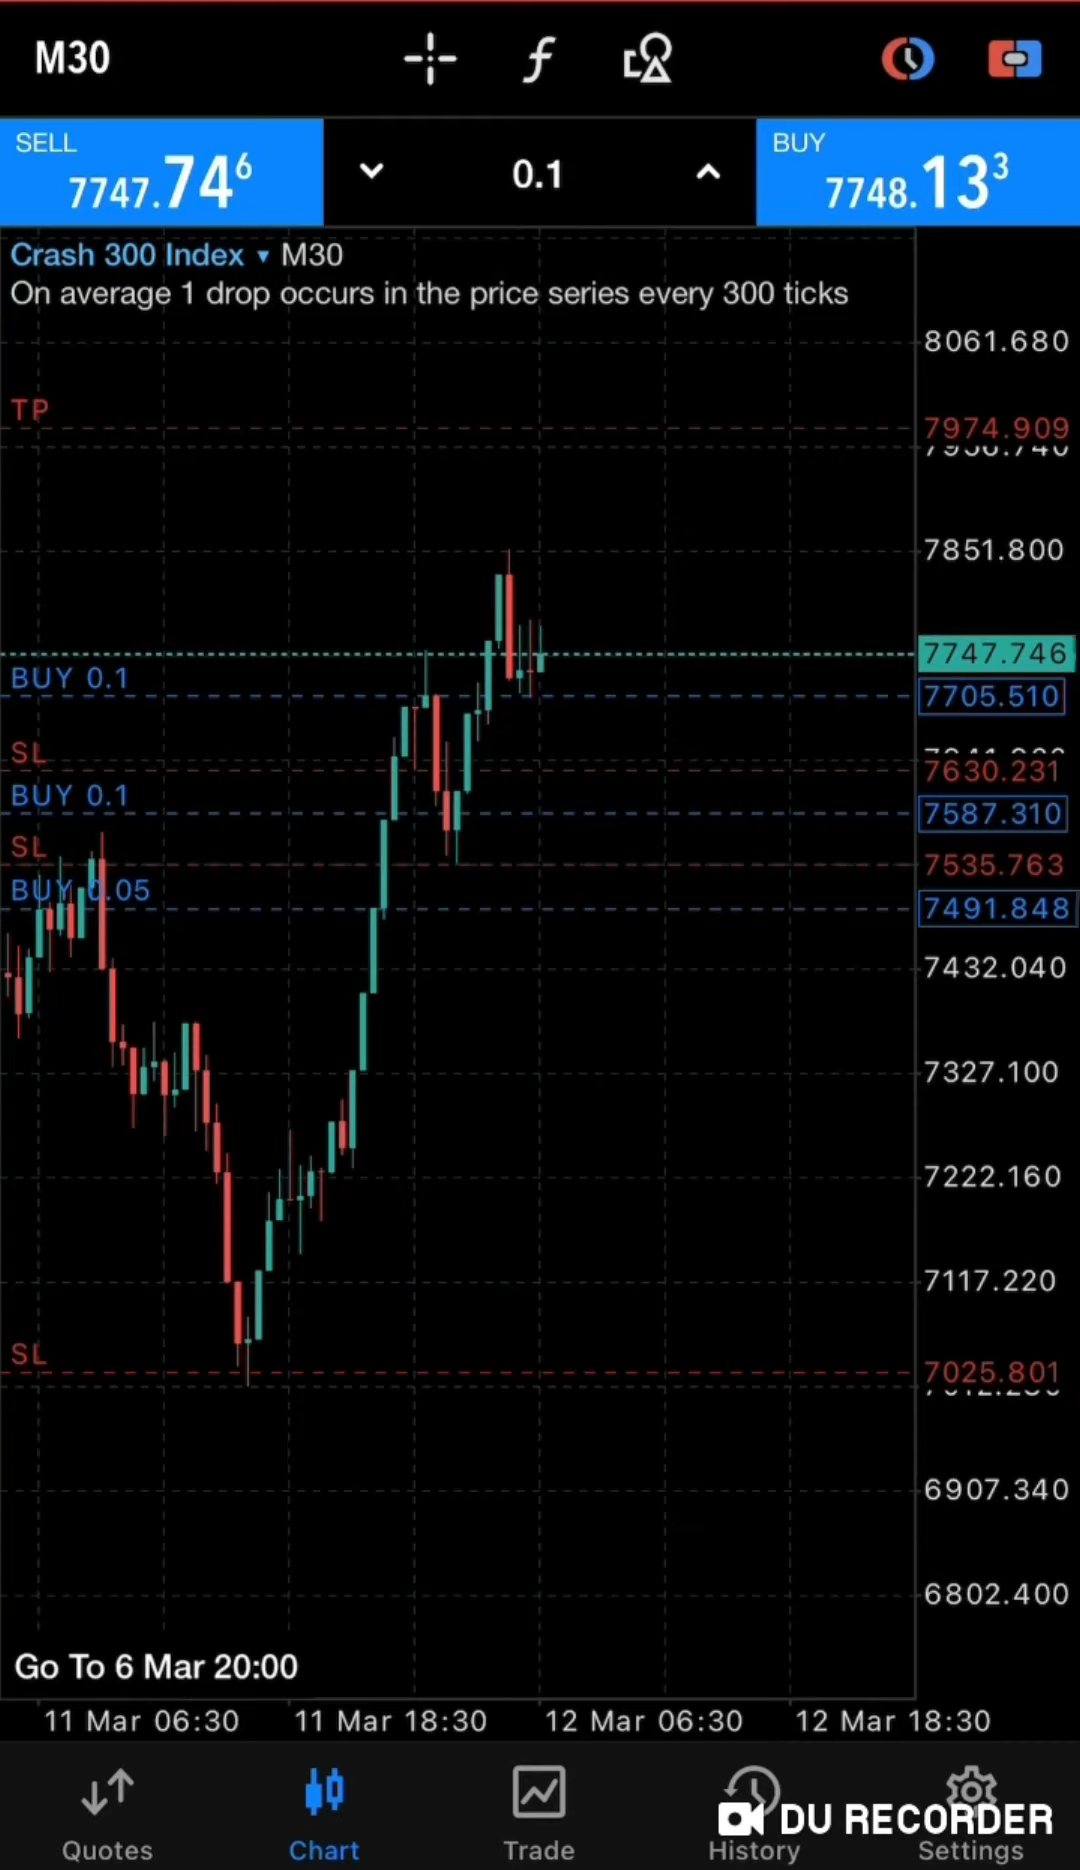 M30
SELL
7747.746
0.1
BUY
7748.133
Crash 300 Index ▾ M30
On average 1 drop occurs in the price series every 300 ticks
8061.680
TP
7974.909
7851.800
7747.746
BUY 0.1
7705.510
SL
7630.231
BUY 0.1
7587.310
SL
7535.763
BUY 0.05
7491.848
7432.040
7327.100
7222.160
7117.220
SL
7025.801
6907.340
6802.400
Go To 6 Mar 20:00
11 Mar 06:30 11 Mar 18:30 12 Mar 06:30 12 Mar 18:30
DU RECORDER
Quotes Chart Trade History Settings